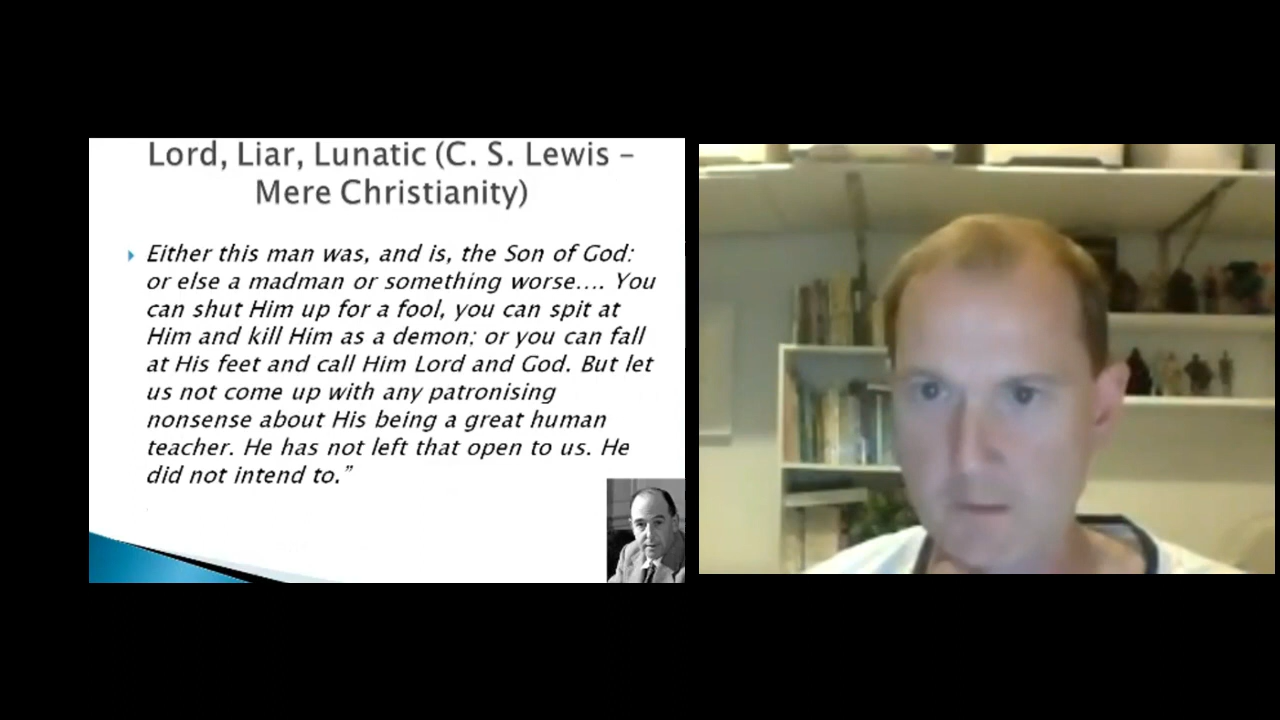 Lord, Liar, Lunatic (C. S. Lewis –
Mere Christianity)
Either this man was, and is, the Son of God:
or else a madman or something worse.... You
can shut Him up for a fool, you can spit at
Him and kill Him as a demon; or you can fall
at His feet and call Him Lord and God. But let
us not come up with any patronising
nonsense about His being a great human
teacher. He has not left that open to us. He
did not intend to.”